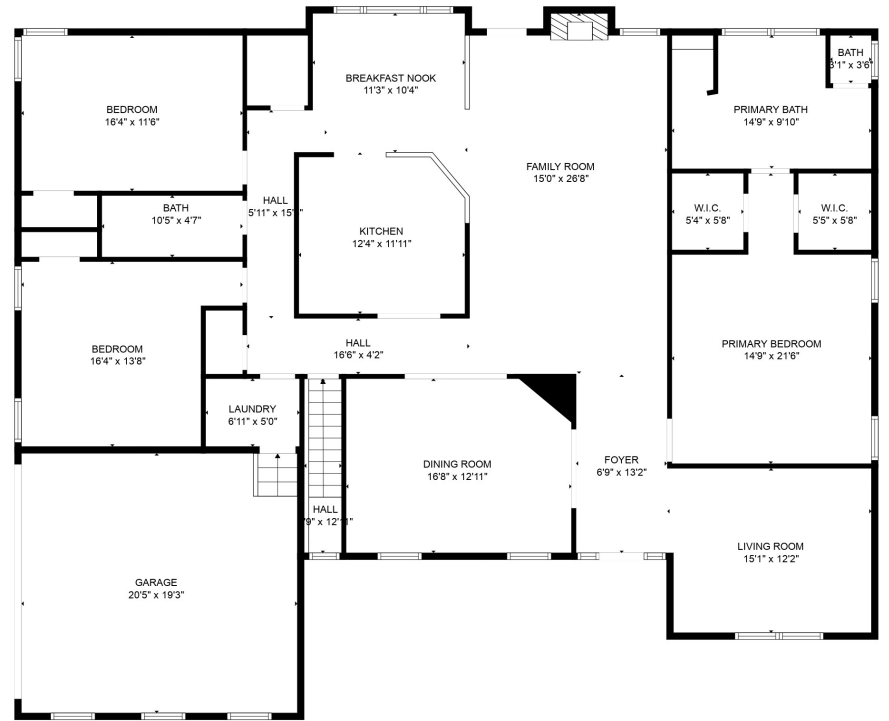 BREAKFAST NOOK
11'3" x 10'4"
BATH
3'1" x 3'6"
BEDROOM
16'4" x 11'6"
PRIMARY BATH
14'9" x 9'10"
FAMILY ROOM
15'0" x 26'8"
HALL
BATH
10'5" x 4'7"
W.I.C.
5'4" x 5'8"
W.I.C.
5'5" x 5'8"
KITCHEN
12'4" x 11'11"
BEDROOM
16'4" x 13'8"
HALL
16'6" x 4'2"
PRIMARY BEDROOM
14'9" x 21'6"
LAUNDRY
6'11" x 5'0"
DINING ROOM
16'8" x 12'11"
FOYER
6'9" x 13'2"
HALL
LIVING ROOM
15'1" x 12'2"
GARAGE
20'5" x 19'3"